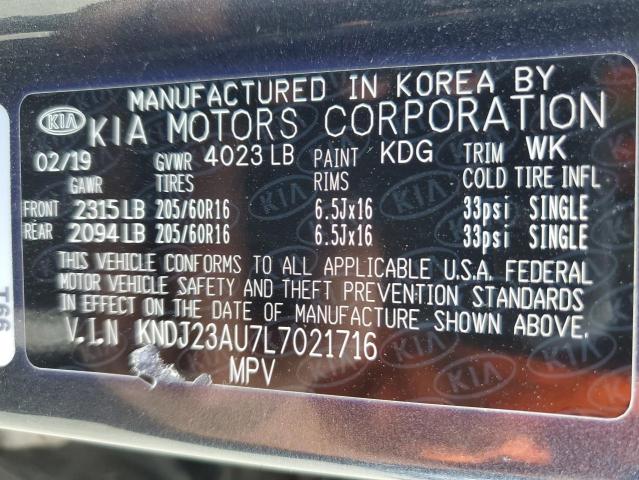 MANUFACTURED IN KOREA BY
KIA KIA MOTORS CORPORATION
02/19 GVWR 4023 LB PAINT KDG TRIM WK
GAWR TIRES RIMS COLD TIRE INFL
FRONT 2315 LB 205/60R16 6.5Jx16 33psi SINGLE
REAR 2094 LB 205/60R16 6.5Jx16 33psi SINGLE
THIS VEHICLE CONFORMS TO ALL APPLICABLE U.S.A. FEDERAL
MOTOR VEHICLE SAFETY AND THEFT PREVENTION STANDARDS
IN EFFECT ON THE DATE OF MANUFACTURE SHOWN ABOVE.
V.I.N KNDJ23AU7L7021716
MPV
T66